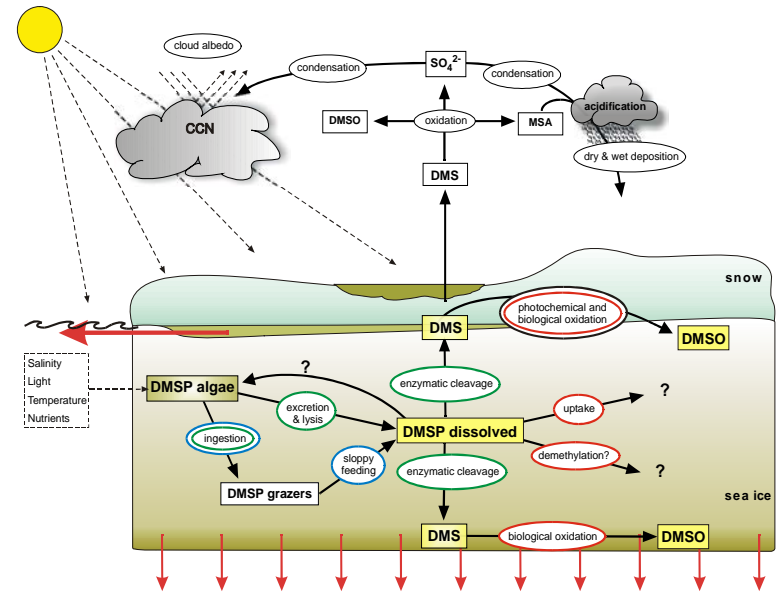 cloud albedo
condensation
SO₄²⁻
condensation
CCN
DMSO
oxidation
MSA
acidification
dry & wet deposition
DMS
snow
photochemical and
biological oxidation
DMS
DMSO
Salinity
Light
Temperature
Nutrients
DMSP algae
?
enzymatic cleavage
excretion
& lysis
uptake
?
ingestion
DMSP dissolved
sloppy
feeding
enzymatic cleavage
demethylation?
?
DMSP grazers
sea ice
DMS
biological oxidation
DMSO